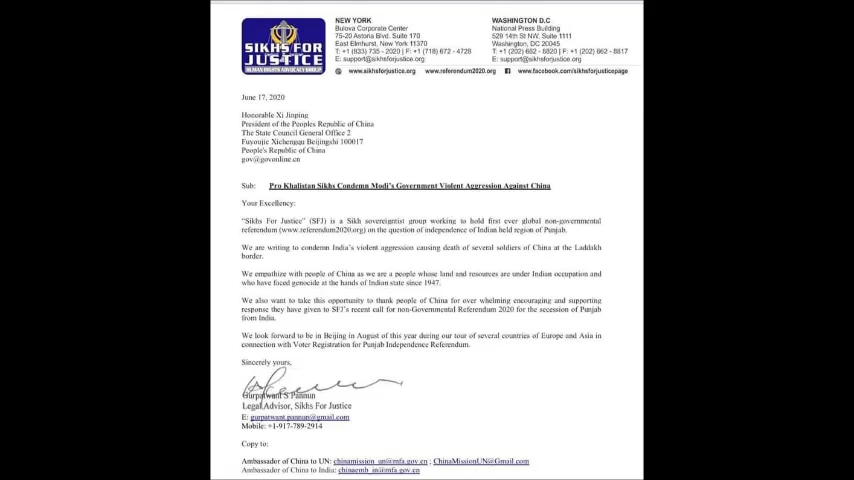 SIKHS FOR
JUSTICE
HUMAN RIGHTS ADVOCACY GROUP
NEW YORK
Bulova Corporate Center
75-20 Astoria Blvd. Suite 170
East Elmhurst, New York 11370
T: +1 (833) 735 - 2020 | F: +1 (718) 672 - 4728
E: support@sikhsforjustice.org
WASHINGTON D.C
National Press Building
529 14th St NW, Suite 1111
Washington, DC 20045
T: +1 (202) 662 - 8820 | F: +1 (202) 662 - 8817
E: support@sikhsforjustice.org
www.sikhsforjustice.org www.referendum2020.org www.facebook.com/sikhsforjusticepage
June 17, 2020
Honorable Xi Jinping
President of the Peoples Republic of China
The State Council General Office 2
Fuyoujie Xichengqu Beijingshi 100017
People's Republic of China
gov@govonline.cn
Sub: Pro Khalistan Sikhs Condemn Modi's Government Violent Aggression Against China
Your Excellency:
"Sikhs For Justice" (SFJ) is a Sikh sovereigntist group working to hold first ever global non-governmental
referendum (www.referendum2020.org) on the question of independence of Indian held region of Punjab.
We are writing to condemn India's violent aggression causing death of several soldiers of China at the Laddakh
border.
We empathize with people of China as we are a people whose land and resources are under Indian occupation and
who have faced genocide at the hands of Indian state since 1947.
We also want to take this opportunity to thank people of China for over whelming encouraging and supporting
response they have given to SFJ's recent call for non-Governmental Referendum 2020 for the secession of Punjab
from India.
We look forward to be in Beijing in August of this year during our tour of several countries of Europe and Asia in
connection with Voter Registration for Punjab Independence Referendum.
Sincerely yours,
Gurpatwant S Pannun
Legal Advisor, Sikhs For Justice
E: gurpatwant.pannun@gmail.com
Mobile: +1-917-789-2914
Copy to:
Ambassador of China to UN: chinamission_un@mfa.gov.cn ; ChinaMissionUN@Gmail.com
Ambassador of China to India: chinaemb_in@mfa.gov.cn